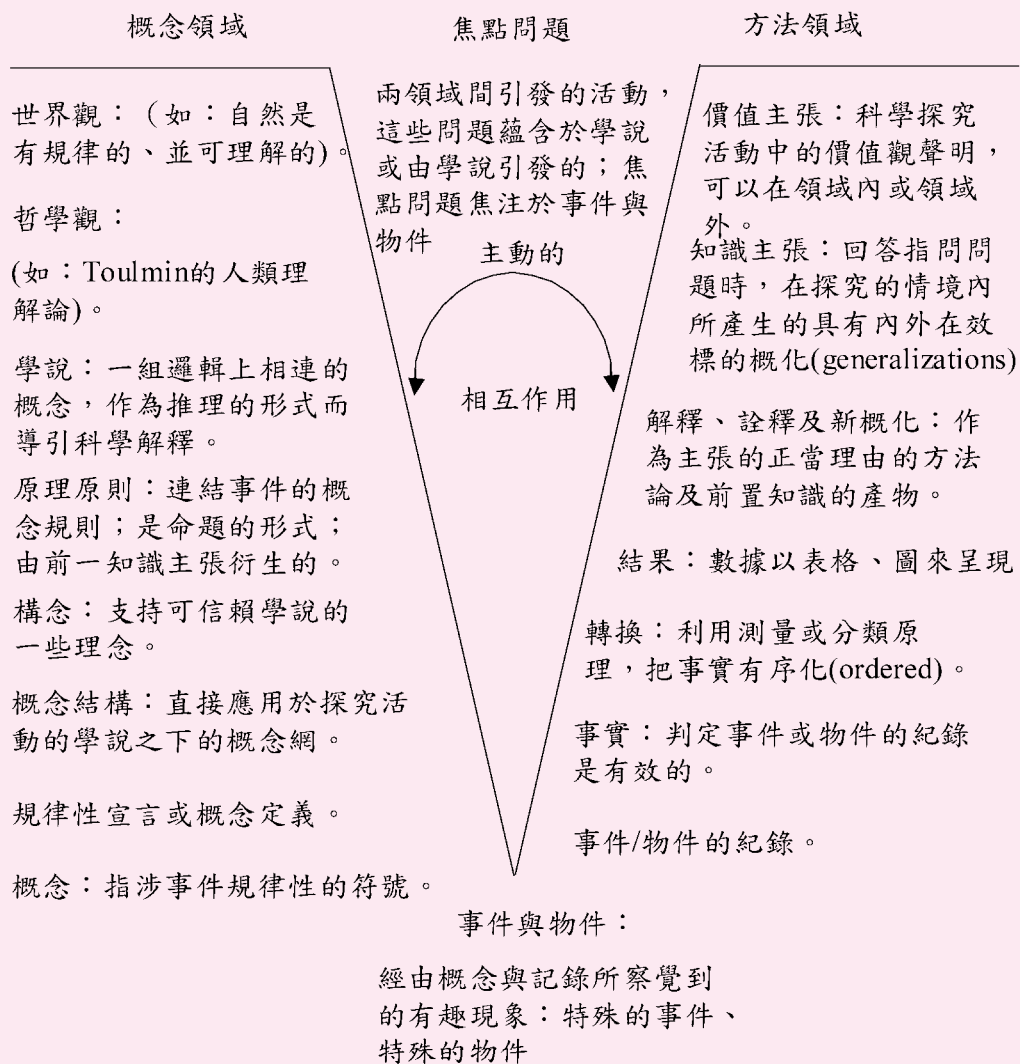 概念領域
焦點問題
方法領域
世界觀：（如：自然是
有規律的、並可理解的)。
哲學觀：
(如：Toulmin的人類理
解論)。
學說：一組邏輯上相連的
概念，作為推理的形式而
導引科學解釋。
原理原則：連結事件的概
念規則；是命題的形式；
由前一知識主張衍生的。
構念：支持可信賴學說的
一些理念。
概念結構：直接應用於探究活
動的學說之下的概念網。
規律性宣言或概念定義。
概念：指涉事件規律性的符號。
兩領域間引發的活動，
這些問題蘊含於學說
或由學說引發的；焦
點問題焦注於事件與
物件
主動的
相互作用
價值主張：科學探究
活動中的價值觀聲明，
可以在領域內或領域
外。
知識主張：回答指問問
題時，在探究的情境內
所產生的具有內外在效
標的概化(generalizations)
解釋、詮釋及新概化：作
為主張的正當理由的方法
論及前置知識的產物。
結果：數據以表格、圖來呈現
轉換：利用測量或分類原
理，把事實有序化(ordered)。
事實：判定事件或物件的紀錄
是有效的。
事件/物件的紀錄。
事件與物件：
經由概念與記錄所察覺到
的有趣現象：特殊的事件、
特殊的物件